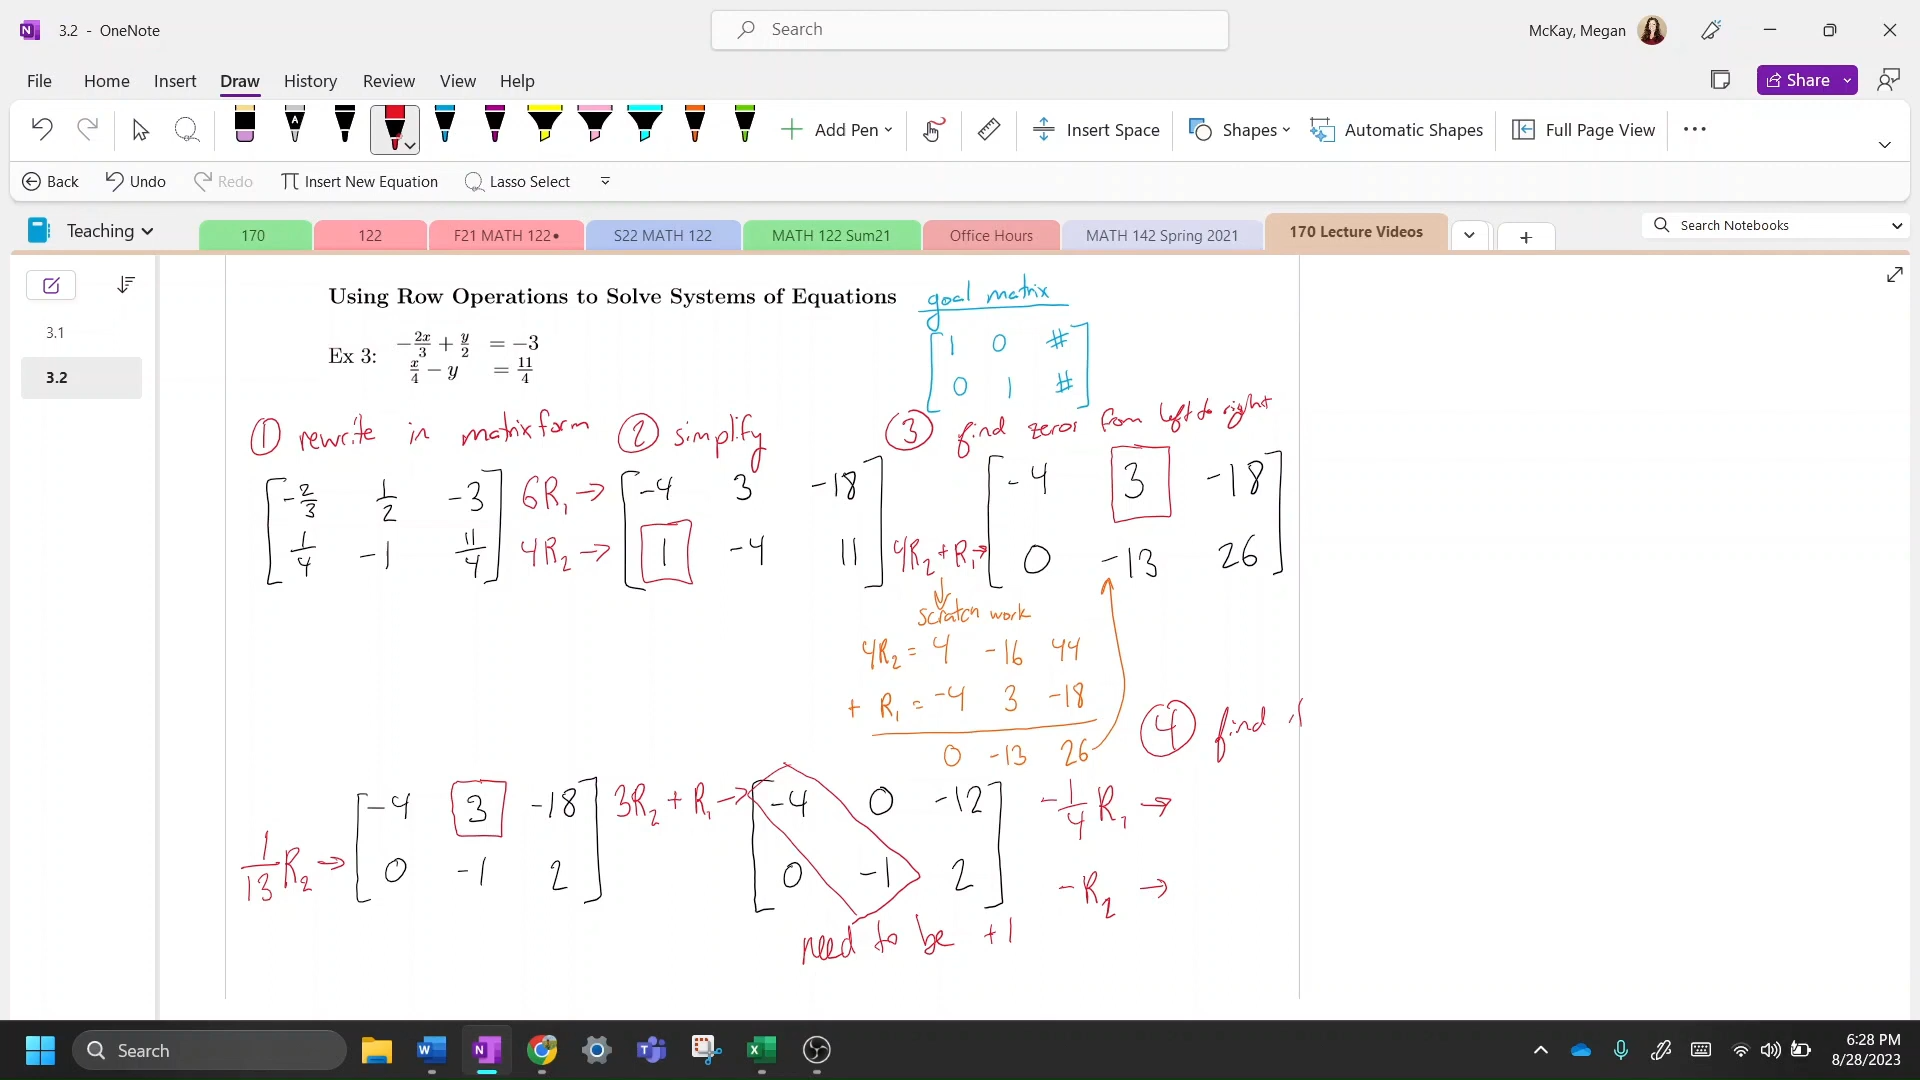 3.2 - OneNote
Search
McKay, Megan
File Home Insert Draw History Review View Help
Share
Add Pen
Insert Space
Shapes
Automatic Shapes
Full Page View
Back Undo Redo Insert New Equation Lasso Select
Teaching
170 122 F21 MATH 122• S22 MATH 122 MATH 122 Sum21 Office Hours MATH 142 Spring 2021 170 Lecture Videos
Search Notebooks
3.1
3.2
Using Row Operations to Solve Systems of Equations
goal matrix
1 0 #
0 1 #
Ex 3: -2x/3 + y/2 = -3
x/4 - y = 11/4
① rewrite in matrix form ② simplify ③ find zeros from left to right
-2/3 1/2 -3 6R₁ → -4 3 -18 -4 3 -18
1/4 -1 11/4 4R₂ → 1 -4 11 4R₂ + R₁ → 0 -13 26
scratch work
4R₂ = 4 -16 44
+ R₁ = -4 3 -18
0 -13 26
④ find
-4 3 -18 3R₂ + R₁ → -4 0 -12 -1/4 R₁ →
1/13 R₂ → 0 -1 2 0 -1 2 -R₂ →
need to be +1
Search
6:28 PM
8/28/2023